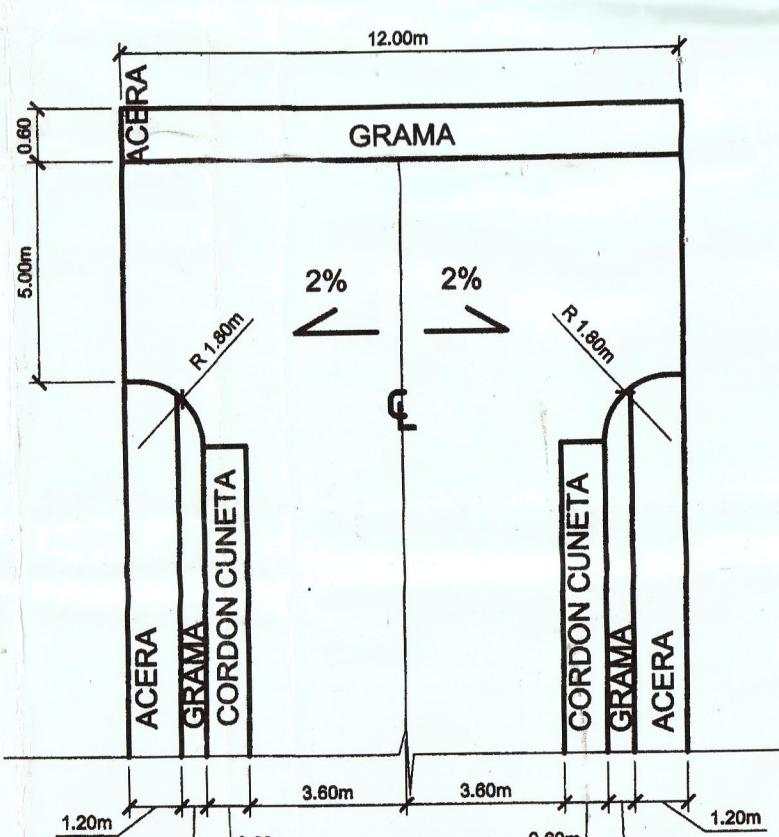 12.00m
ACERA
0.60
GRAMA
5.00m
2%
2%
R 1.80m
R 1.80m
CL
ACERA
GRAMA
CORDON CUNETA
CORDON CUNETA
GRAMA
ACERA
3.60m
3.60m
1.20m
1.20m